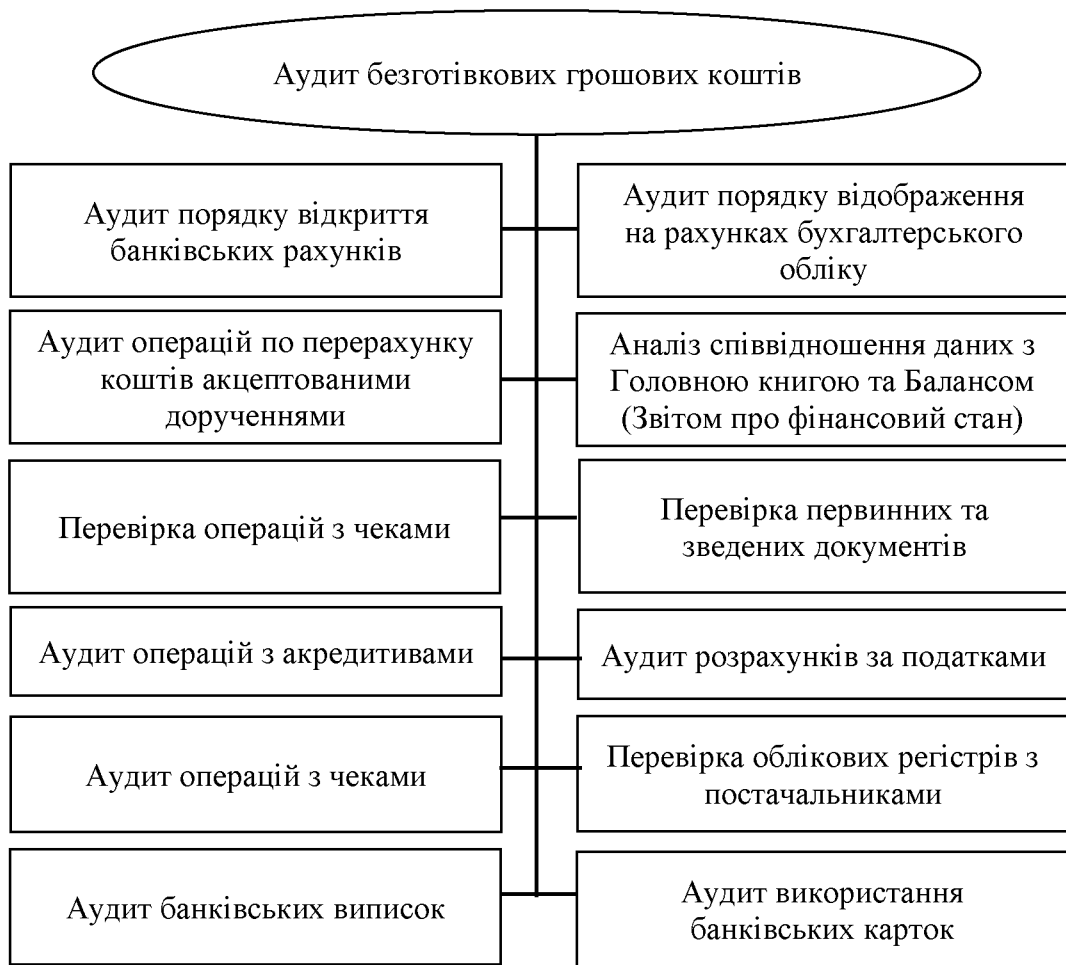 Аудит безготівкових грошових коштів
Аудит порядку відкриття
банківських рахунків
Аудит порядку відображення
на рахунках бухгалтерського
обліку
Аудит операцій по перерахунку
коштів акцептованими
дорученнями
Аналіз співвідношення даних з
Головною книгою та Балансом
(Звітом про фінансовий стан)
Перевірка операцій з чеками
Перевірка первинних та
зведених документів
Аудит операцій з акредитивами
Аудит розрахунків за податками
Аудит операцій з чеками
Перевірка облікових регістрів з
постачальниками
Аудит банківських виписок
Аудит використання
банківських карток